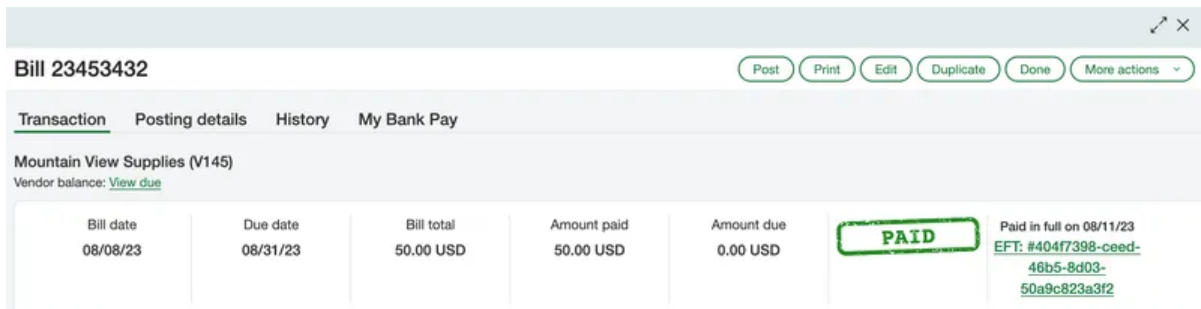 Bill 23453432
Post
Print
Edit
Duplicate
Done
More actions
Transaction
Posting details
History
My Bank Pay
Mountain View Supplies (V145)
Vendor balance: View due
Bill date
08/08/23
Due date
08/31/23
Bill total
50.00 USD
Amount paid
50.00 USD
Amount due
0.00 USD
PAID
Paid in full on 08/11/23
EFT: #404f7398-ceed-
46b5-8d03-
50a9c823a3f2